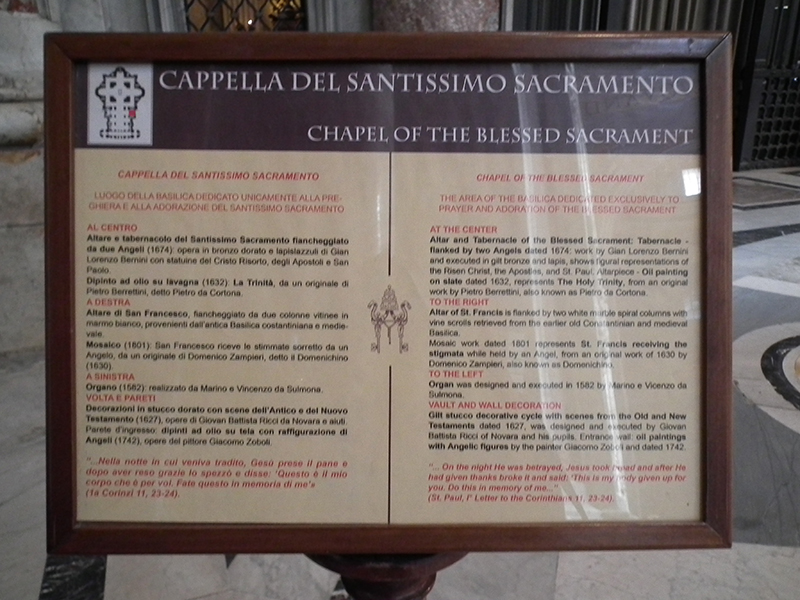 CAPPELLA DEL SANTISSIMO SACRAMENTO
CHAPEL OF THE BLESSED SACRAMENT
CAPPELLA DEL SANTISSIMO SACRAMENTO
LUOGO DELLA BASILICA DEDICATO UNICAMENTE ALLA PRE-
GHIERA E ALLA ADORAZIONE DEL SANTISSIMO SACRAMENTO
AL CENTRO
Altare e tabernacolo del Santissimo Sacramento fiancheggiato
da due Angeli (1674): opera in bronzo dorato e lapislazzuli di Gian
Lorenzo Bernini con statuine del Cristo Risorto, degli Apostoli e San
Paolo.
Dipinto ad olio su lavagna (1632): La Trinità, da un originale di
Pietro Berrettini, detto Pietro da Cortona.
A DESTRA
Altare di San Francesco, fiancheggiato da due colonne vitinee in
marmo bianco, provenienti dall'antica Basilica costantiniana e medie-
vale.
Mosaico (1801): San Francesco riceve le stimmate sorretto da un
Angelo, da un originale di Domenico Zampieri, detto il Domenichino
(1630).
A SINISTRA
Organo (1582): realizzato da Marino e Vincenzo da Sulmona.
VOLTA E PARETI
Decorazioni in stucco dorato con scene dell'Antico e del Nuovo
Testamento (1627), opere di Giovan Battista Ricci da Novara e aiuti.
Parete d'ingresso: dipinti ad olio su tela con raffigurazione di
Angeli (1742), opere del pittore Giacomo Zoboli.
"...Nella notte in cui veniva tradito, Gesù prese il pane e
dopo aver reso grazie lo spezzò e disse: 'Questo è il mio
corpo che è per voi. Fate questo in memoria di me'»
(1a Corinzi 11, 23-24).
CHAPEL OF THE BLESSED SACRAMENT
THE AREA OF THE BASILICA DEDICATED EXCLUSIVELY TO
PRAYER AND ADORATION OF THE BLESSED SACRAMENT
AT THE CENTER
Altar and Tabernacle of the Blessed Sacrament: Tabernacle -
flanked by two Angels dated 1674: work by Gian Lorenzo Bernini
and executed in gilt bronze and lapis, shows figural representations of
the Risen Christ, the Apostles, and St. Paul. Altarpiece - Oil painting
on slate dated 1632, represents The Holy Trinity, from an original
work by Pietro Berrettini, also known as Pietro da Cortona.
TO THE RIGHT
Altar of St. Francis is flanked by two white marble spiral columns with
vine scrolls retrieved from the earlier old Constantinian and medieval
Basilica.
Mosaic work dated 1801 represents St. Francis receiving the
stigmata while held by an Angel, from an original work of 1630 by
Domenico Zampieri, also known as Domenichino.
TO THE LEFT
Organ was designed and executed in 1582 by Marino e Vicenzo da
Sulmona.
VAULT AND WALL DECORATION
Gilt stucco decorative cycle with scenes from the Old and New
Testaments dated 1627, was designed and executed by Giovan
Battista Ricci of Novara and his pupils. Entrance wall: oil paintings
with Angelic figures by the painter Giacomo Zoboli and dated 1742.
"... On the night He was betrayed, Jesus took bread and after He
had given thanks broke it and said: 'This is my body given up for
you. Do this in memory of me..."
(St. Paul, I° Letter to the Corinthians 11, 23-24).